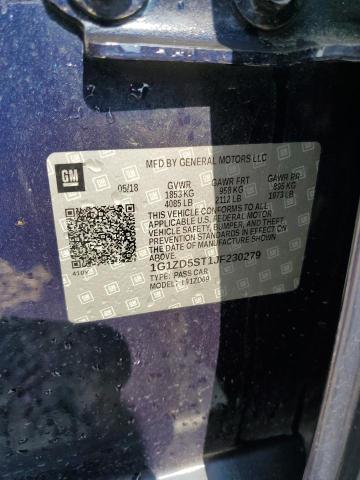 GM
MFD BY GENERAL MOTORS LLC
05/18 GVWR GAWR FRT GAWR RR
1853 KG 958 KG 895 KG
4085 LB 2112 LB 1973 LB
THIS VEHICLE CONFORMS TO ALL
APPLICABLE U.S. FEDERAL MOTOR
VEHICLE SAFETY, BUMPER, AND
THEFT PREVENTION STANDARDS IN
EFFECT ON THE DATE OF
MANUFACTURE SHOWN
ABOVE.
1G1ZD5ST1JF230279
TYPE: PASS CAR
MODEL: L91ZD69